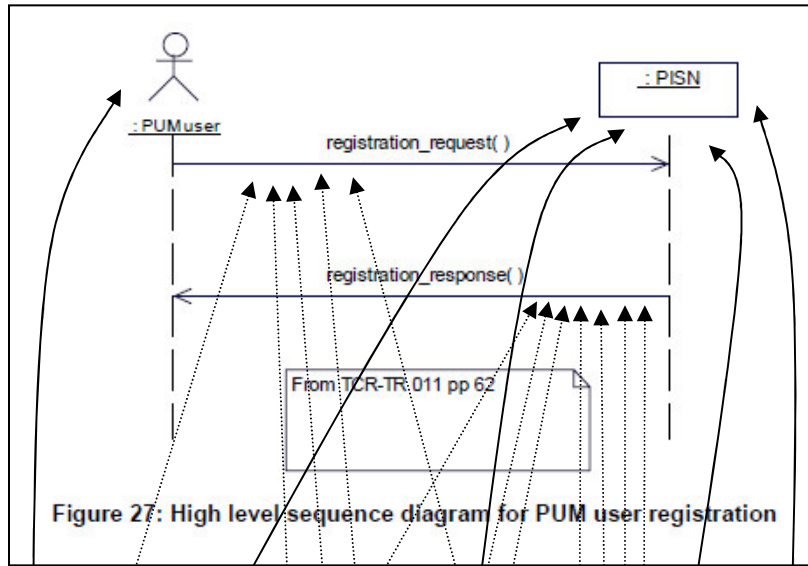 _: PISN
: PUMuser
registration_request( )
registration_response( )
From TCR-TR 011 pp 62
Figure 27: High level sequence diagram for PUM user registration